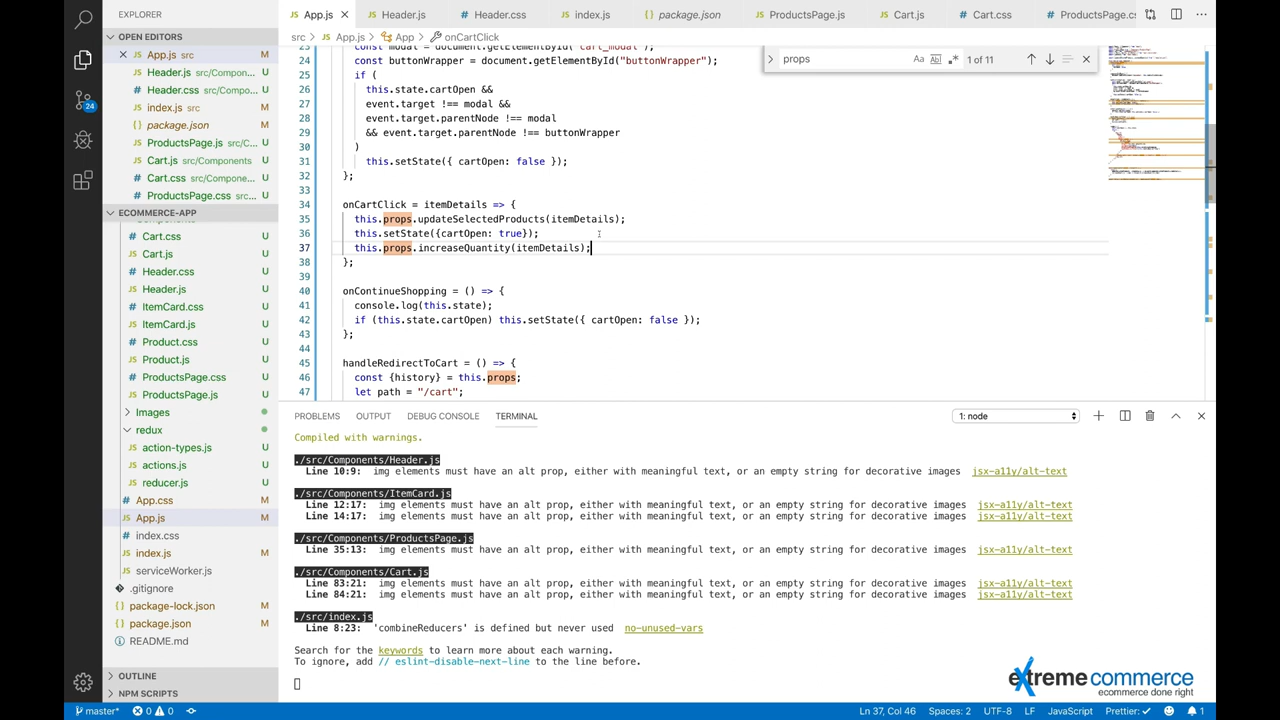 EXPLORER
App.js
Header.js
Header.css
index.js
package.json
ProductsPage.js
Cart.js
Cart.css
ProductsPage.cs
OPEN EDITORS
src > App.js > App > onCartClick
App.js src M
Header.js src/Compon... U
Header.css src/Compo... U
index.js src M
package.json M
ProductsPage.js src/C... U
Cart.js src/Components U
Cart.css src/Compone... U
ProductsPage.css src... U
24
props
Aa
1 of 11
23 const modal = document.getElementById("cart_modal");
24 const buttonWrapper = document.getElementById("buttonWrapper");
25 if (
26 this.state.cartOpen &&
27 event.target !== modal &&
28 event.target.parentNode !== modal
29 && event.target.parentNode !== buttonWrapper
30 )
31 this.setState({ cartOpen: false });
32 };
33
34 onCartClick = itemDetails => {
35 this.props.updateSelectedProducts(itemDetails);
36 this.setState({cartOpen: true});
37 this.props.increaseQuantity(itemDetails);
38 };
39
40 onContinueShopping = () => {
41 console.log(this.state);
42 if (this.state.cartOpen) this.setState({ cartOpen: false });
43 };
44
45 handleRedirectToCart = () => {
46 const {history} = this.props;
47 let path = "/cart";
ECOMMERCE-APP
Cart.css U
Cart.js U
Header.css U
Header.js U
ItemCard.css U
ItemCard.js U
Product.css U
Product.js U
ProductsPage.css U
ProductsPage.js U
Images
redux
action-types.js U
actions.js U
reducer.js U
App.css M
App.js M
index.css
index.js M
serviceWorker.js
.gitignore
package-lock.json M
package.json M
README.md
OUTLINE
NPM SCRIPTS
PROBLEMS OUTPUT DEBUG CONSOLE TERMINAL 1: node
Compiled with warnings.
./src/Components/Header.js
Line 10:9: img elements must have an alt prop, either with meaningful text, or an empty string for decorative images jsx-a11y/alt-text
./src/Components/ItemCard.js
Line 12:17: img elements must have an alt prop, either with meaningful text, or an empty string for decorative images jsx-a11y/alt-text
Line 14:17: img elements must have an alt prop, either with meaningful text, or an empty string for decorative images jsx-a11y/alt-text
./src/Components/ProductsPage.js
Line 35:13: img elements must have an alt prop, either with meaningful text, or an empty string for decorative images jsx-a11y/alt-text
./src/Components/Cart.js
Line 83:21: img elements must have an alt prop, either with meaningful text, or an empty string for decorative images jsx-a11y/alt-text
Line 84:21: img elements must have an alt prop, either with meaningful text, or an empty string for decorative images jsx-a11y/alt-text
./src/index.js
Line 8:23: 'combineReducers' is defined but never used no-unused-vars
Search for the keywords to learn more about each warning.
To ignore, add // eslint-disable-next-line to the line before.
extreme commerce
ecommerce done right
master* 0 0 Ln 37, Col 46 Spaces: 2 UTF-8 LF JavaScript Prettier: ✓ 1